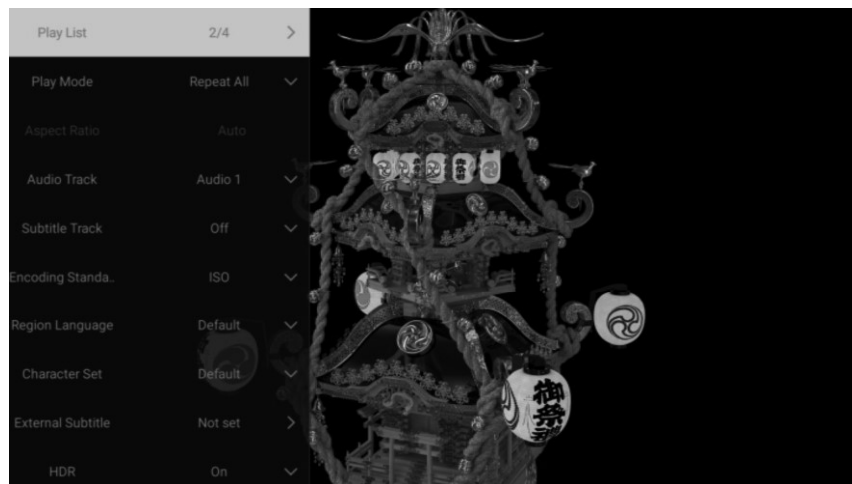 Play List 2/4
Play Mode Repeat All
Aspect Ratio Auto
Audio Track Audio 1
Subtitle Track Off
Encoding Standa..
ISO
Region Language Default
Character Set Default
External Subtitle Not set
HDR On
御祭